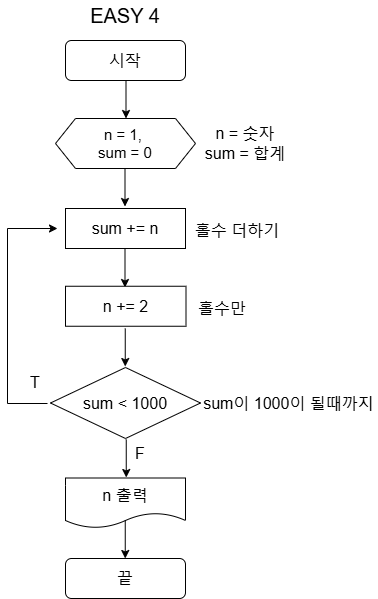 EASY 4
시작
n = 1,
sum = 0
n = 숫자
sum = 합계
sum += n
홀수 더하기
n += 2
홀수만
T
sum < 1000
sum이 1000이 될때까지
F
n 출력
끝